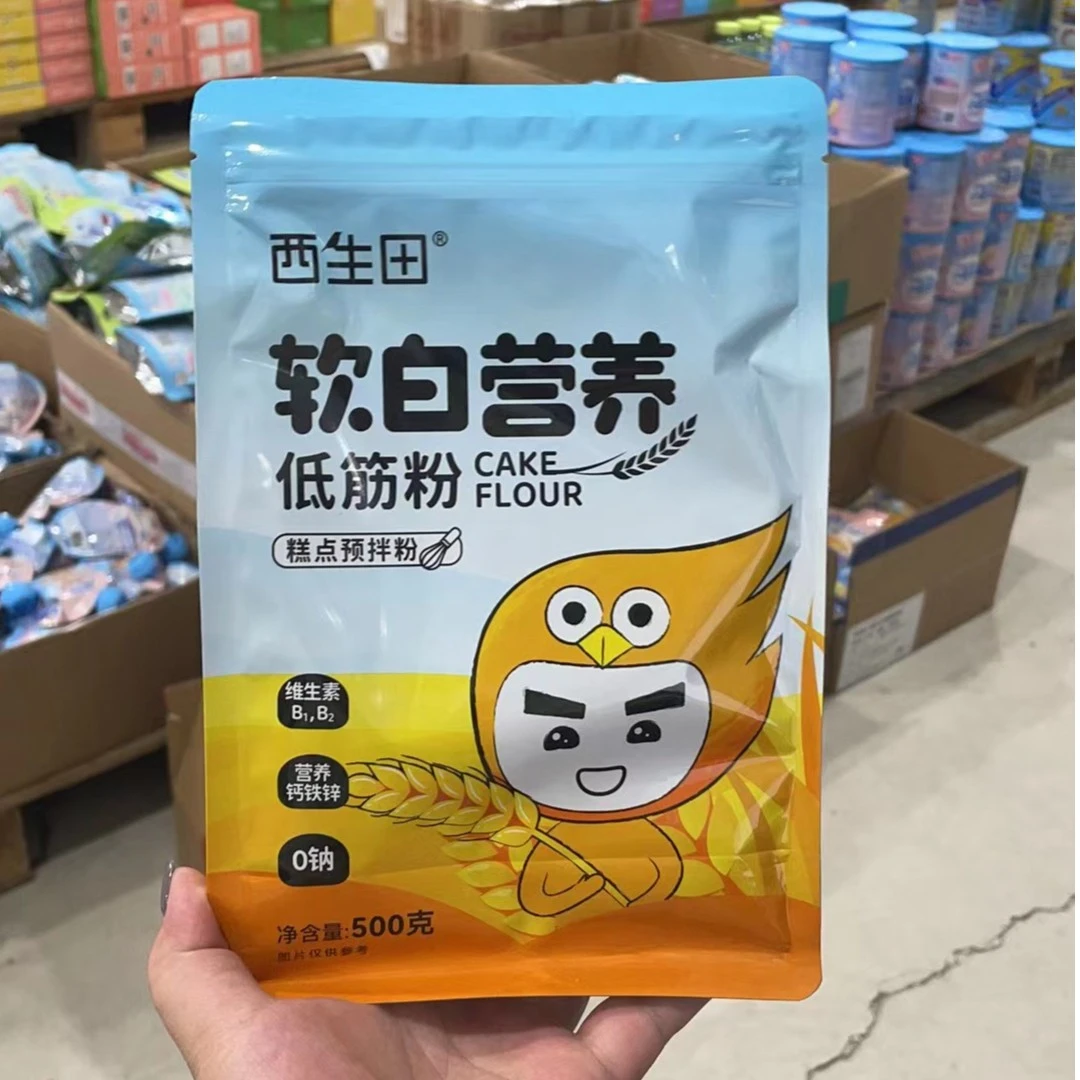 西生田®
软白营养
低筋粉
CAKE
FLOUR
糕点预拌粉
维生素
B₁,B₂
营养
钙铁锌
0钠
净含量:500克
图片仅供参考